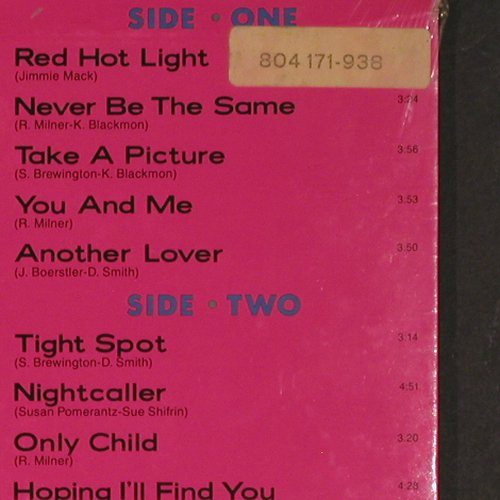 SIDE • ONE
804 171-938
Red Hot Light
(Jimmie Mack)
Never Be The Same 3:24
(R. Milner-K. Blackmon)
Take A Picture 3:56
(S. Brewington-K. Blackmon)
You And Me 3:53
(R. Milner)
Another Lover 3:50
(J. Boerstler-D. Smith)
SIDE • TWO
Tight Spot 3:14
(S. Brewington-D. Smith)
Nightcaller 4:51
(Susan Pomerantz-Sue Shifrin)
Only Child 3:20
(R. Milner)
Hoping I'll Find You 4:23